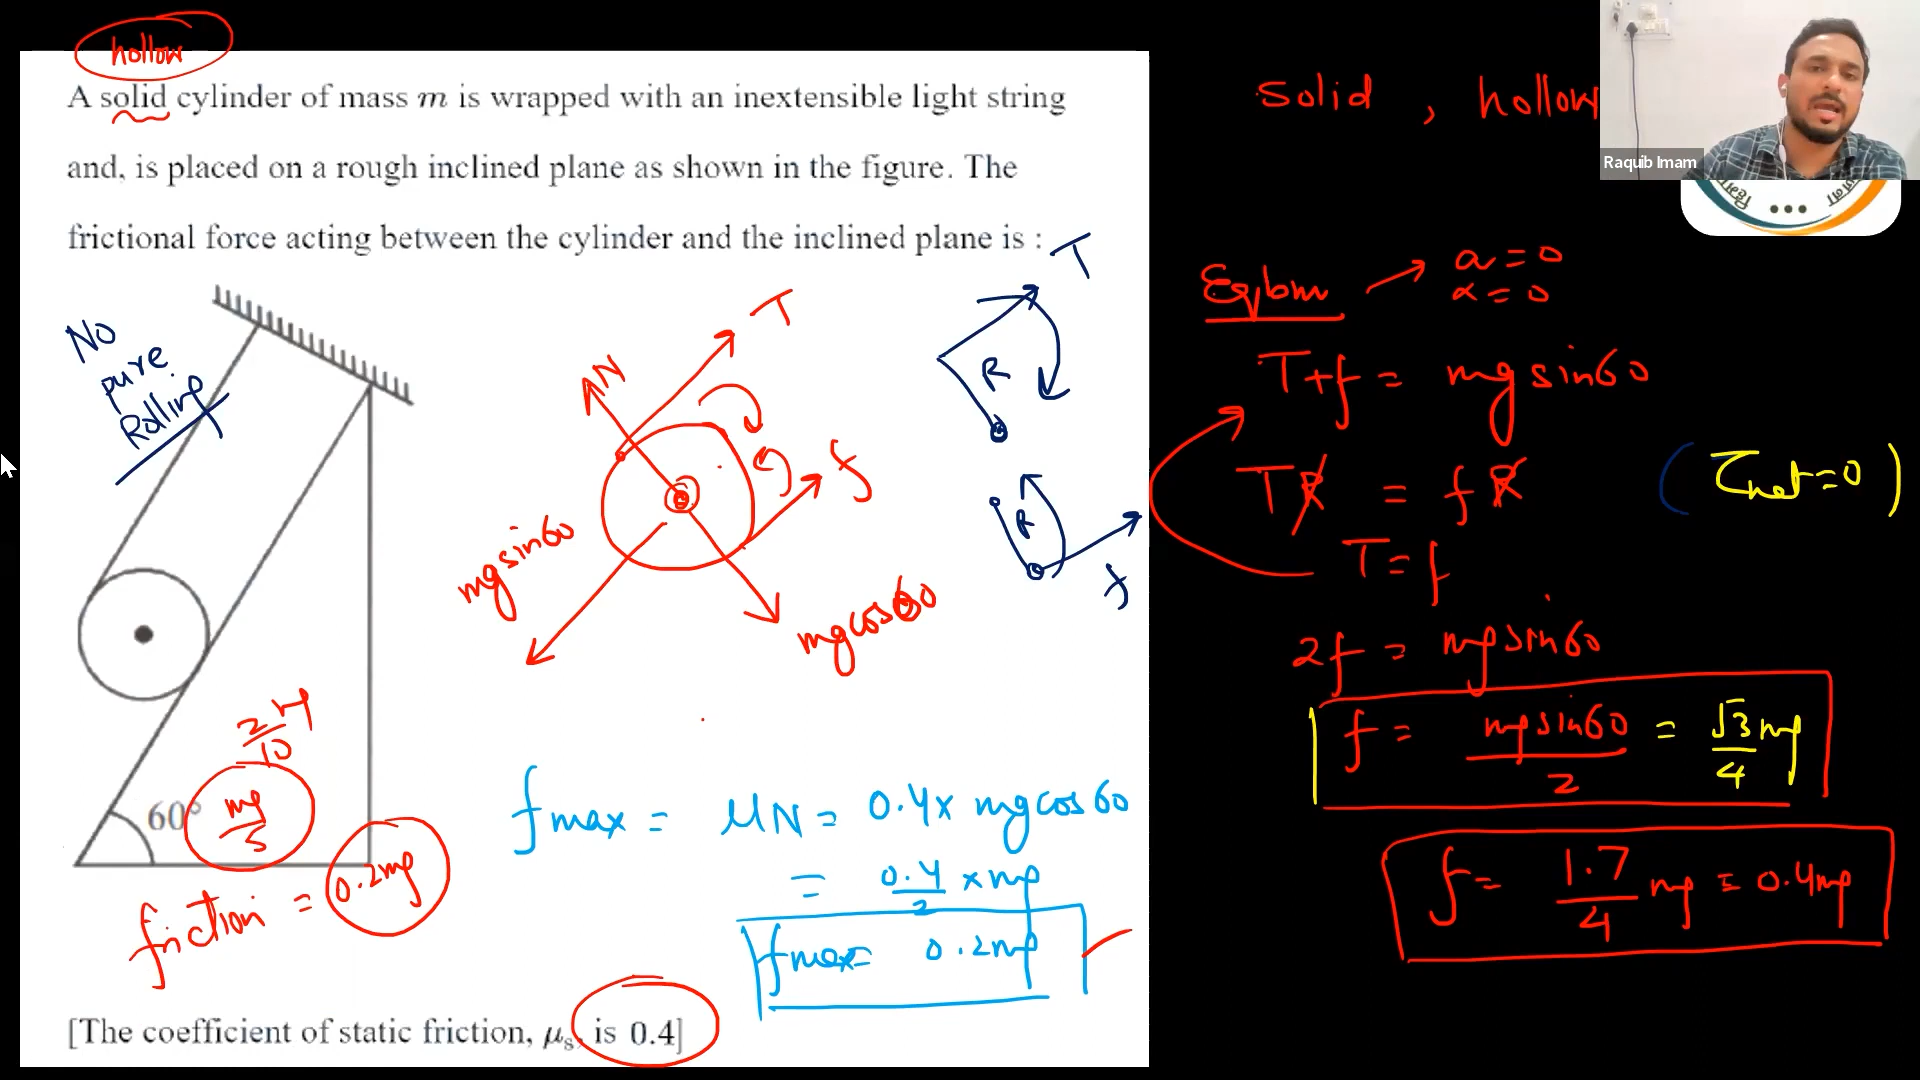 hollow
A solid cylinder of mass m is wrapped with an inextensible light string
and, is placed on a rough inclined plane as shown in the figure. The
frictional force acting between the cylinder and the inclined plane is :
No
pure
Rolling
60°
mg/5
2/10 mg
friction = 0.2mg
[The coefficient of static friction, μs, is 0.4]
T
N
f
mgsin60
mgcos60
T
R
R
f
fmax = μN = 0.4x mgcos60
= 0.4/2 x mg
fmax = 0.2mg
solid , hollow
Raquib Imam
Eqbm → a = 0
α = 0
T+f = mgsin60
TR = fR
(τnet=0)
T = f
2f = mgsin60
f = mgsin60/2 = √3/4 mg
f = 1.7/4 mg = 0.4mg